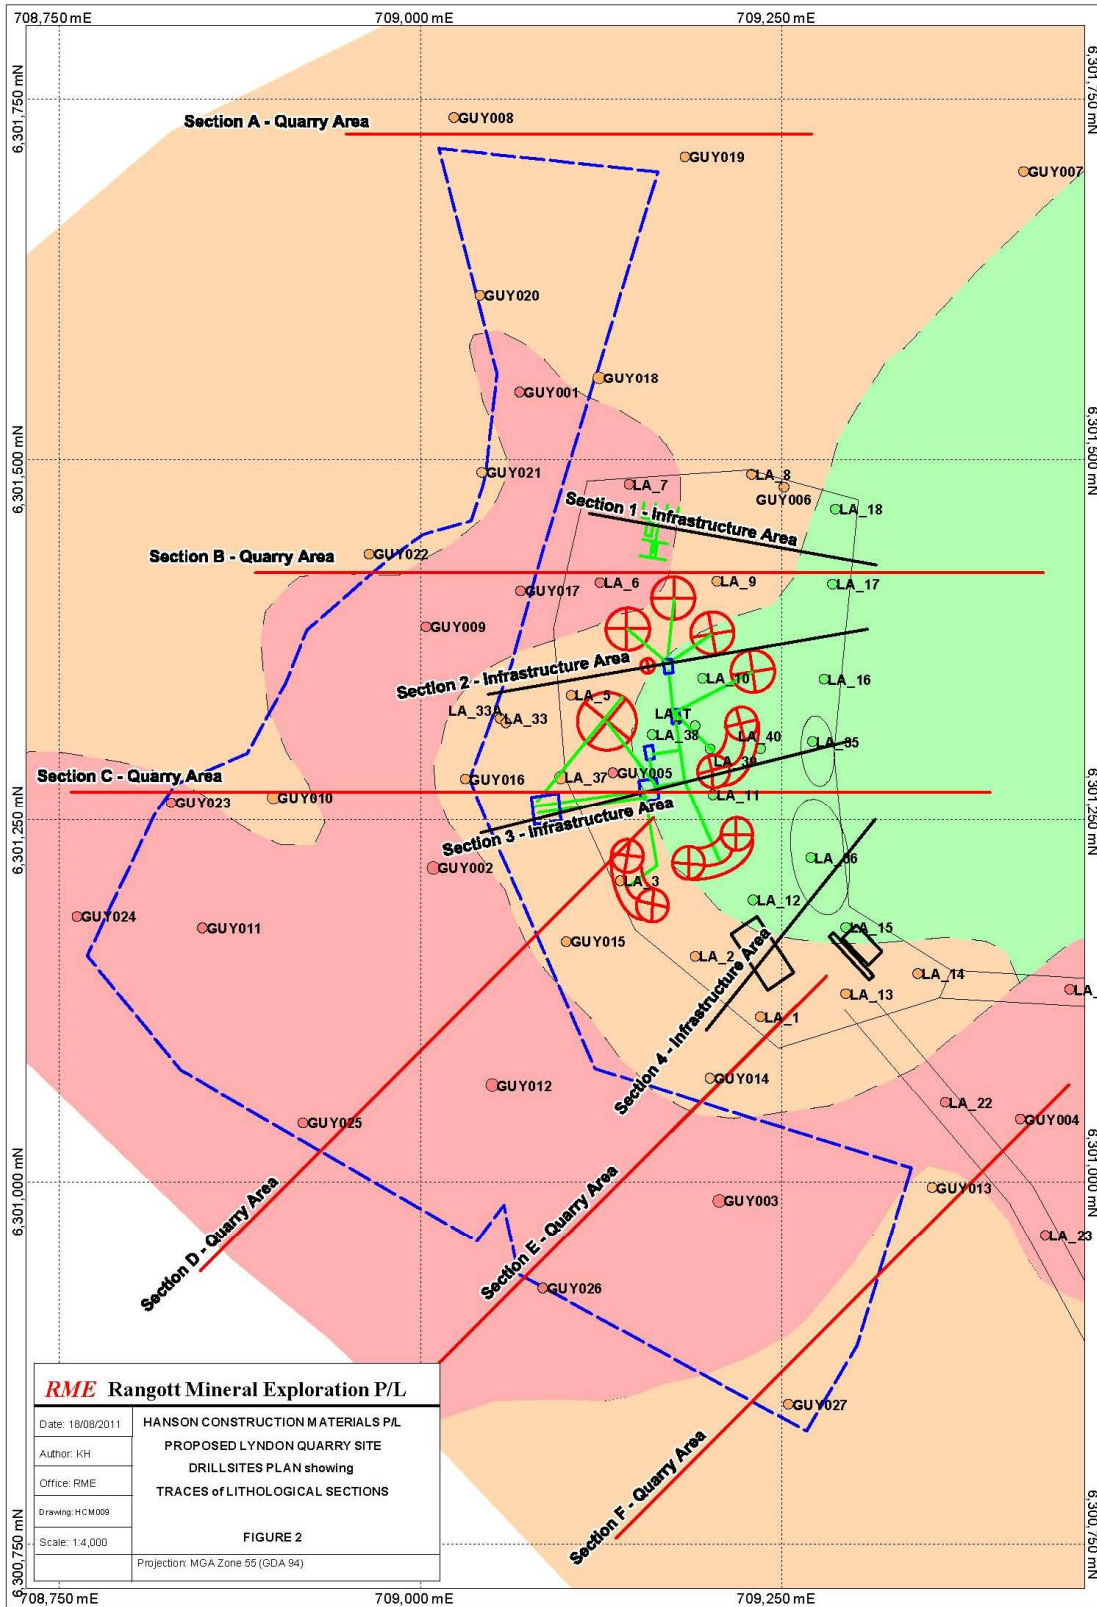 708,750 mE
709,000 mE
709,250 mE
6,301,750 mN
6,301,750 mN
GUY008
Section A - Quarry Area
GUY019
GUY007
GUY020
GUY018
GUY001
6,301,500 mN
6,301,500 mN
GUY021
LA_8
LA_7
GUY006
Section 1 - Infrastructure Area
LA_18
GUY022
Section B - Quarry Area
LA_6
LA_9
LA_17
GUY017
GUY009
Section 2 - Infrastructure Area
LA_10
LA_16
LA_5
LA_33A
LA_33
LA_38
LA_40
LA_35
LA_39
GUY016
LA_37
GUY005
Section C - Quarry Area
GUY023
GUY010
LA_11
6,301,250 mN
6,301,250 mN
Section 3 - Infrastructure Area
GUY002
LA_36
LA_3
LA_12
GUY024
GUY011
LA_15
GUY015
LA_2
LA_14
LA_13
LA_
LA_1
Section 4 - Infrastructure Area
GUY012
GUY014
LA_22
GUY004
GUY025
6,301,000 mN
6,301,000 mN
GUY013
GUY003
LA_23
Section D - Quarry Area
Section E - Quarry Area
GUY026
GUY027
Section F - Quarry Area
RME Rangott Mineral Exploration P/L
Date: 18/08/2011
HANSON CONSTRUCTION MATERIALS P/L
Author: KH
PROPOSED LYNDON QUARRY SITE
DRILLSITES PLAN showing
Office: RME
TRACES of LITHOLOGICAL SECTIONS
Drawing: HCM009
Scale: 1:4,000
FIGURE 2
Projection: MGA Zone 55 (GDA 94)
6,300,750 mN
6,300,750 mN
708,750 mE
709,000 mE
709,250 mE